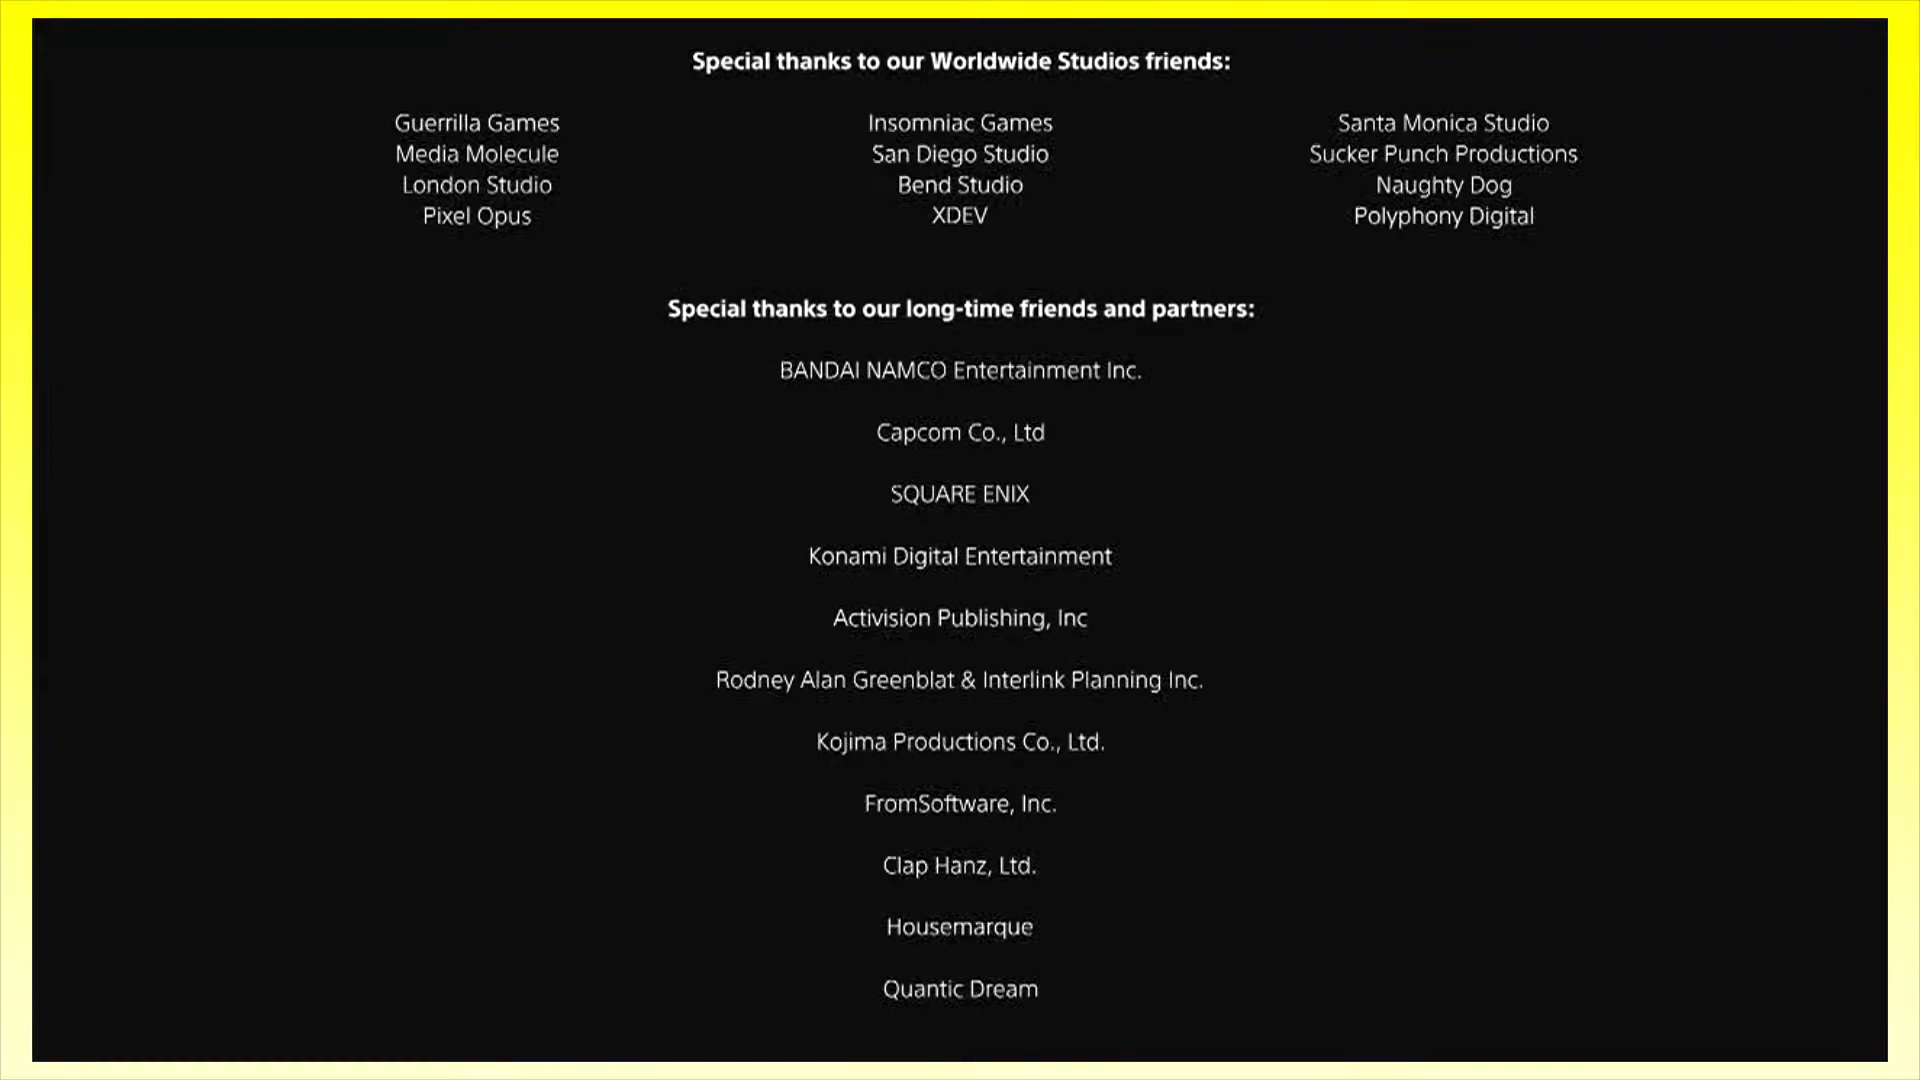 Special thanks to our Worldwide Studios friends:
Guerrilla Games
Media Molecule
London Studio
Pixel Opus
Insomniac Games
San Diego Studio
Bend Studio
XDEV
Santa Monica Studio
Sucker Punch Productions
Naughty Dog
Polyphony Digital
Special thanks to our long-time friends and partners:
BANDAI NAMCO Entertainment Inc.
Capcom Co., Ltd
SQUARE ENIX
Konami Digital Entertainment
Activision Publishing, Inc
Rodney Alan Greenblat & Interlink Planning Inc.
Kojima Productions Co., Ltd.
FromSoftware, Inc.
Clap Hanz, Ltd.
Housemarque
Quantic Dream